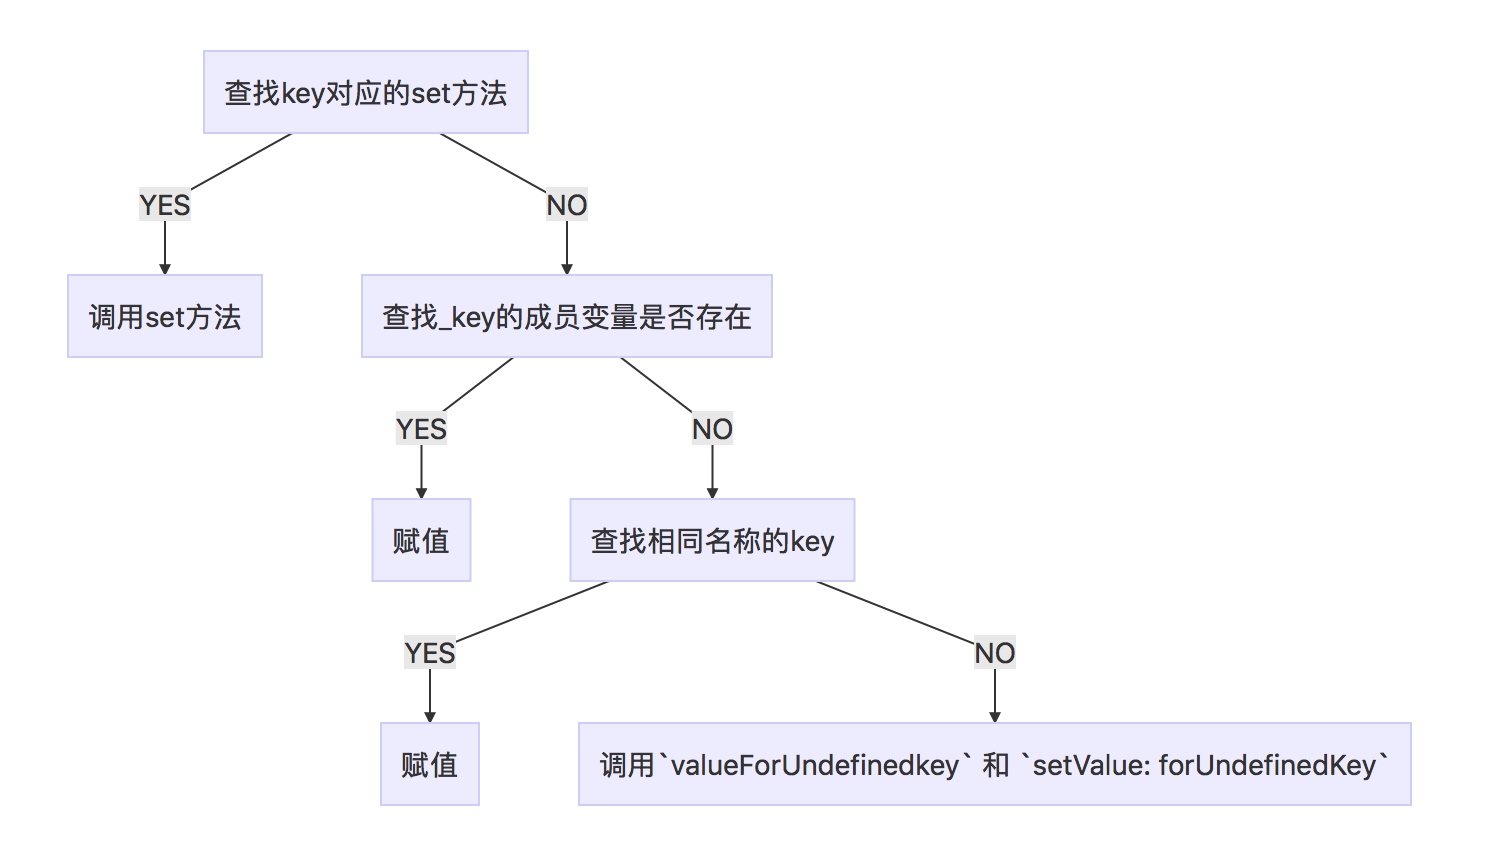 查找key对应的set方法
YES
NO
调用set方法
查找_key的成员变量是否存在
YES
NO
赋值
查找相同名称的key
YES
NO
赋值
调用`valueForUndefinedkey` 和 `setValue: forUndefinedKey`